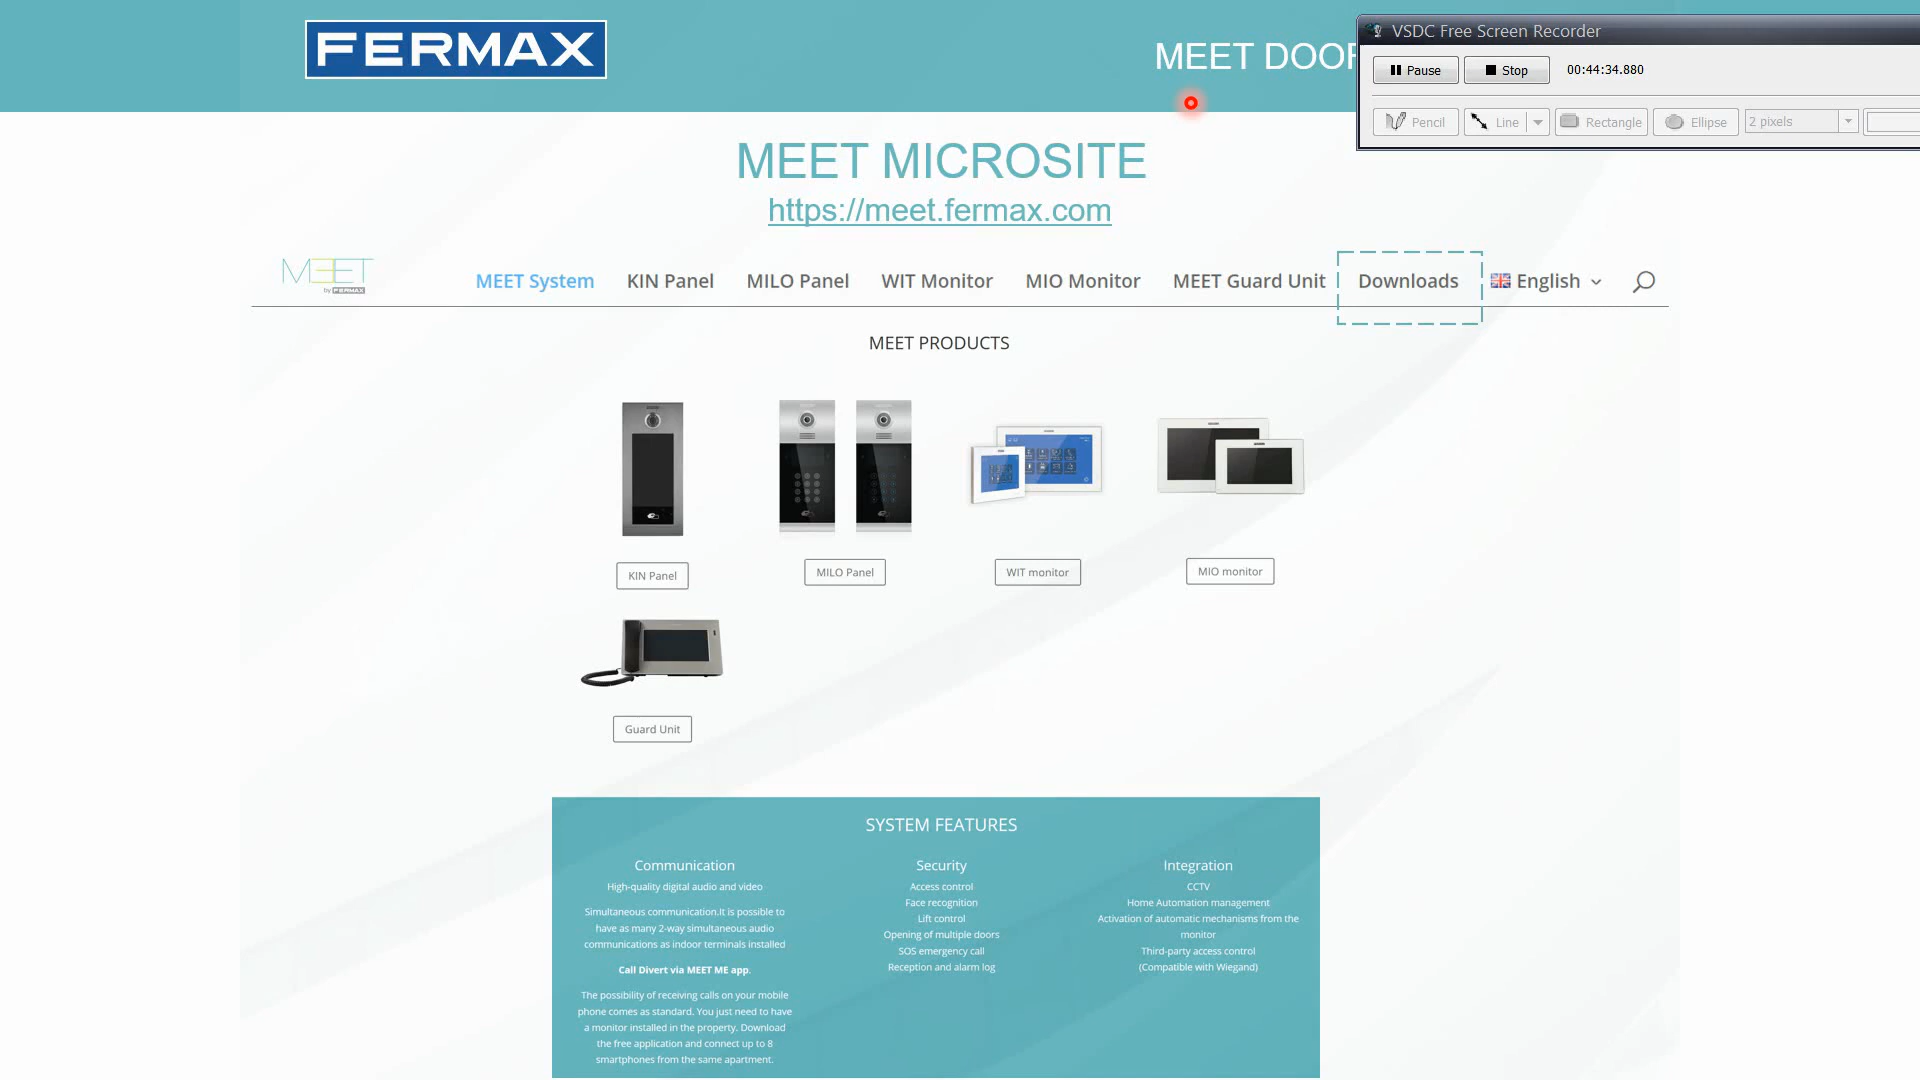 FERMAX
MEET DOOR
VSDC Free Screen Recorder
Pause
Stop
00:44:34.880
Pencil
Line
Rectangle
Ellipse
2 pixels
MEET MICROSITE
https://meet.fermax.com
MEET
by FERMAX
MEET System
KIN Panel
MILO Panel
WIT Monitor
MIO Monitor
MEET Guard Unit
Downloads
English
MEET PRODUCTS
KIN Panel
MILO Panel
WIT monitor
MIO monitor
Guard Unit
SYSTEM FEATURES
Communication
High-quality digital audio and video
Simultaneous communication.It is possible to
have as many 2-way simultaneous audio
communications as indoor terminals installed
Call Divert via MEET ME app.
The possibility of receiving calls on your mobile
phone comes as standard. You just need to have
a monitor installed in the property. Download
the free application and connect up to 8
smartphones from the same apartment.
Security
Access control
Face recognition
Lift control
Opening of multiple doors
SOS emergency call
Reception and alarm log
Integration
CCTV
Home Automation management
Activation of automatic mechanisms from the
monitor
Third-party access control
(Compatible with Wiegand)